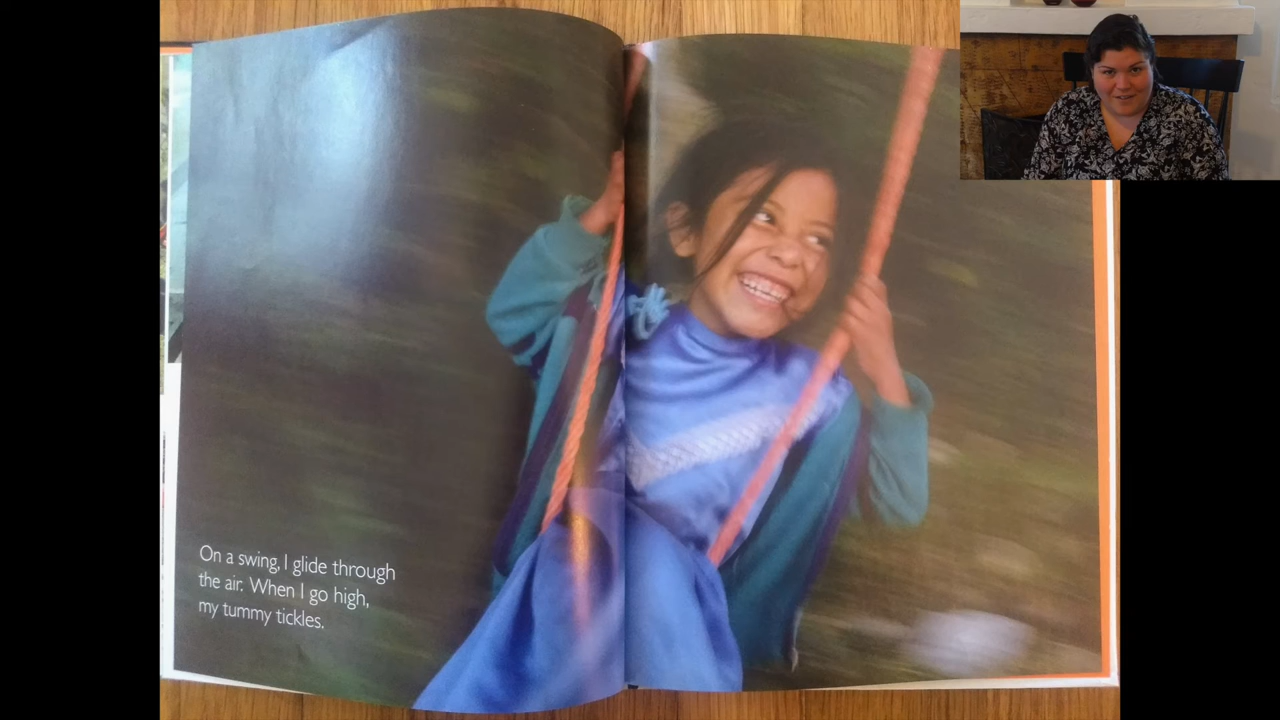 On a swing, I glide through
the air. When I go high,
my tummy tickles.